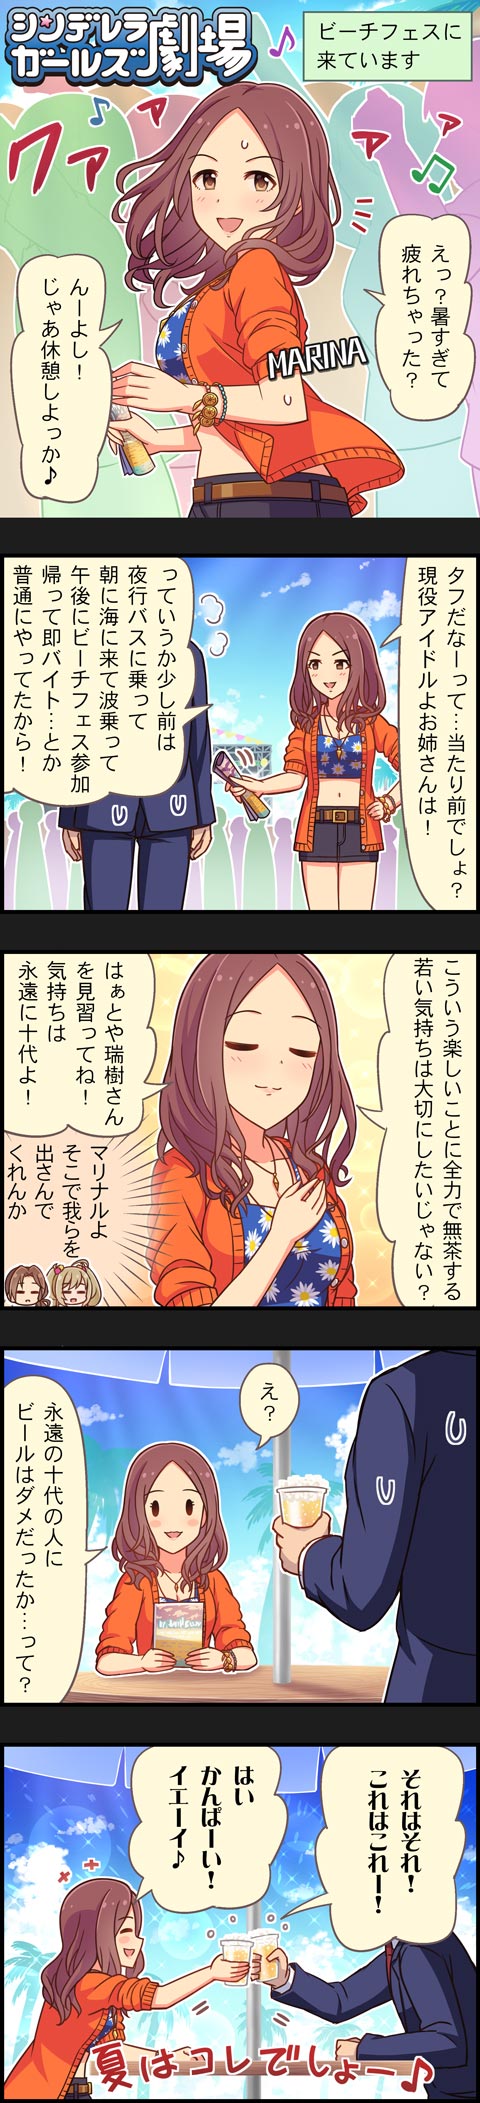 シンデレラ
ガールズ劇場
ビーチフェスに
来ています
ワァァァ
えっ？暑すぎて
疲れちゃった？
MARINA
んーよし！
じゃあ休憩しよっか♪
タフだなーって…当たり前でしょ？
現役アイドルよお姉さんは！
っていうか少し前は
夜行バスに乗って
朝に海に来て波乗って
午後にビーチフェス参加
帰って即バイト…とか
普通にやってたから！
こういう楽しいことに全力で無茶する
若い気持ちは大切にしたいじゃない？
はぁとや瑞樹さん
を見習ってね！
気持ちは
永遠に十代よ！
マリナルよ
そこで我らを
出さんで
くれんか
え？
永遠の十代の人に
ビールはダメだったか…って？
それはそれ！
これはこれー！
はい
かんぱーい！
イエーイ♪
夏はコレでしょー♪